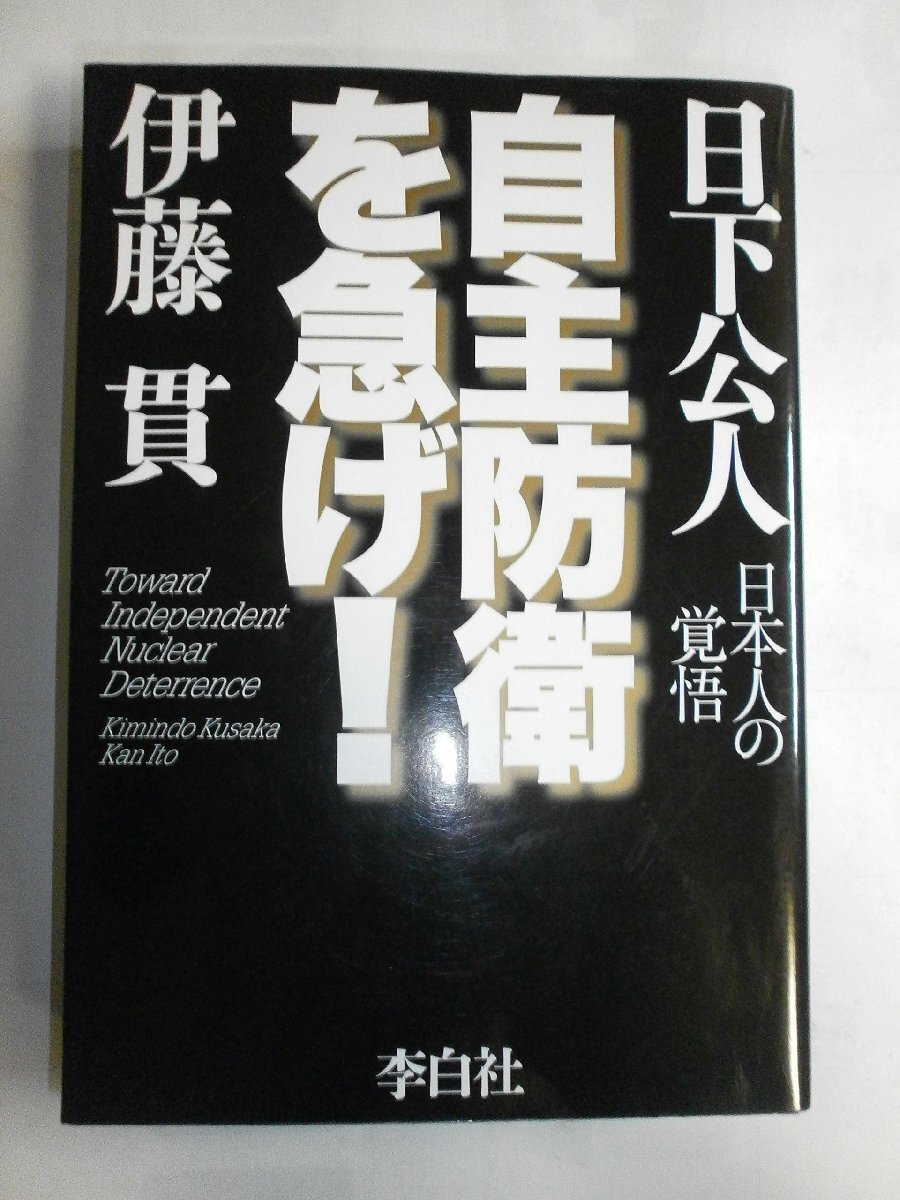 日下公人
日本人の
覚悟
自主防衛
を急げ!
伊藤 貫
Toward
Independent
Nuclear
Deterrence
Kimindo Kusaka
Kan Ito
李白社